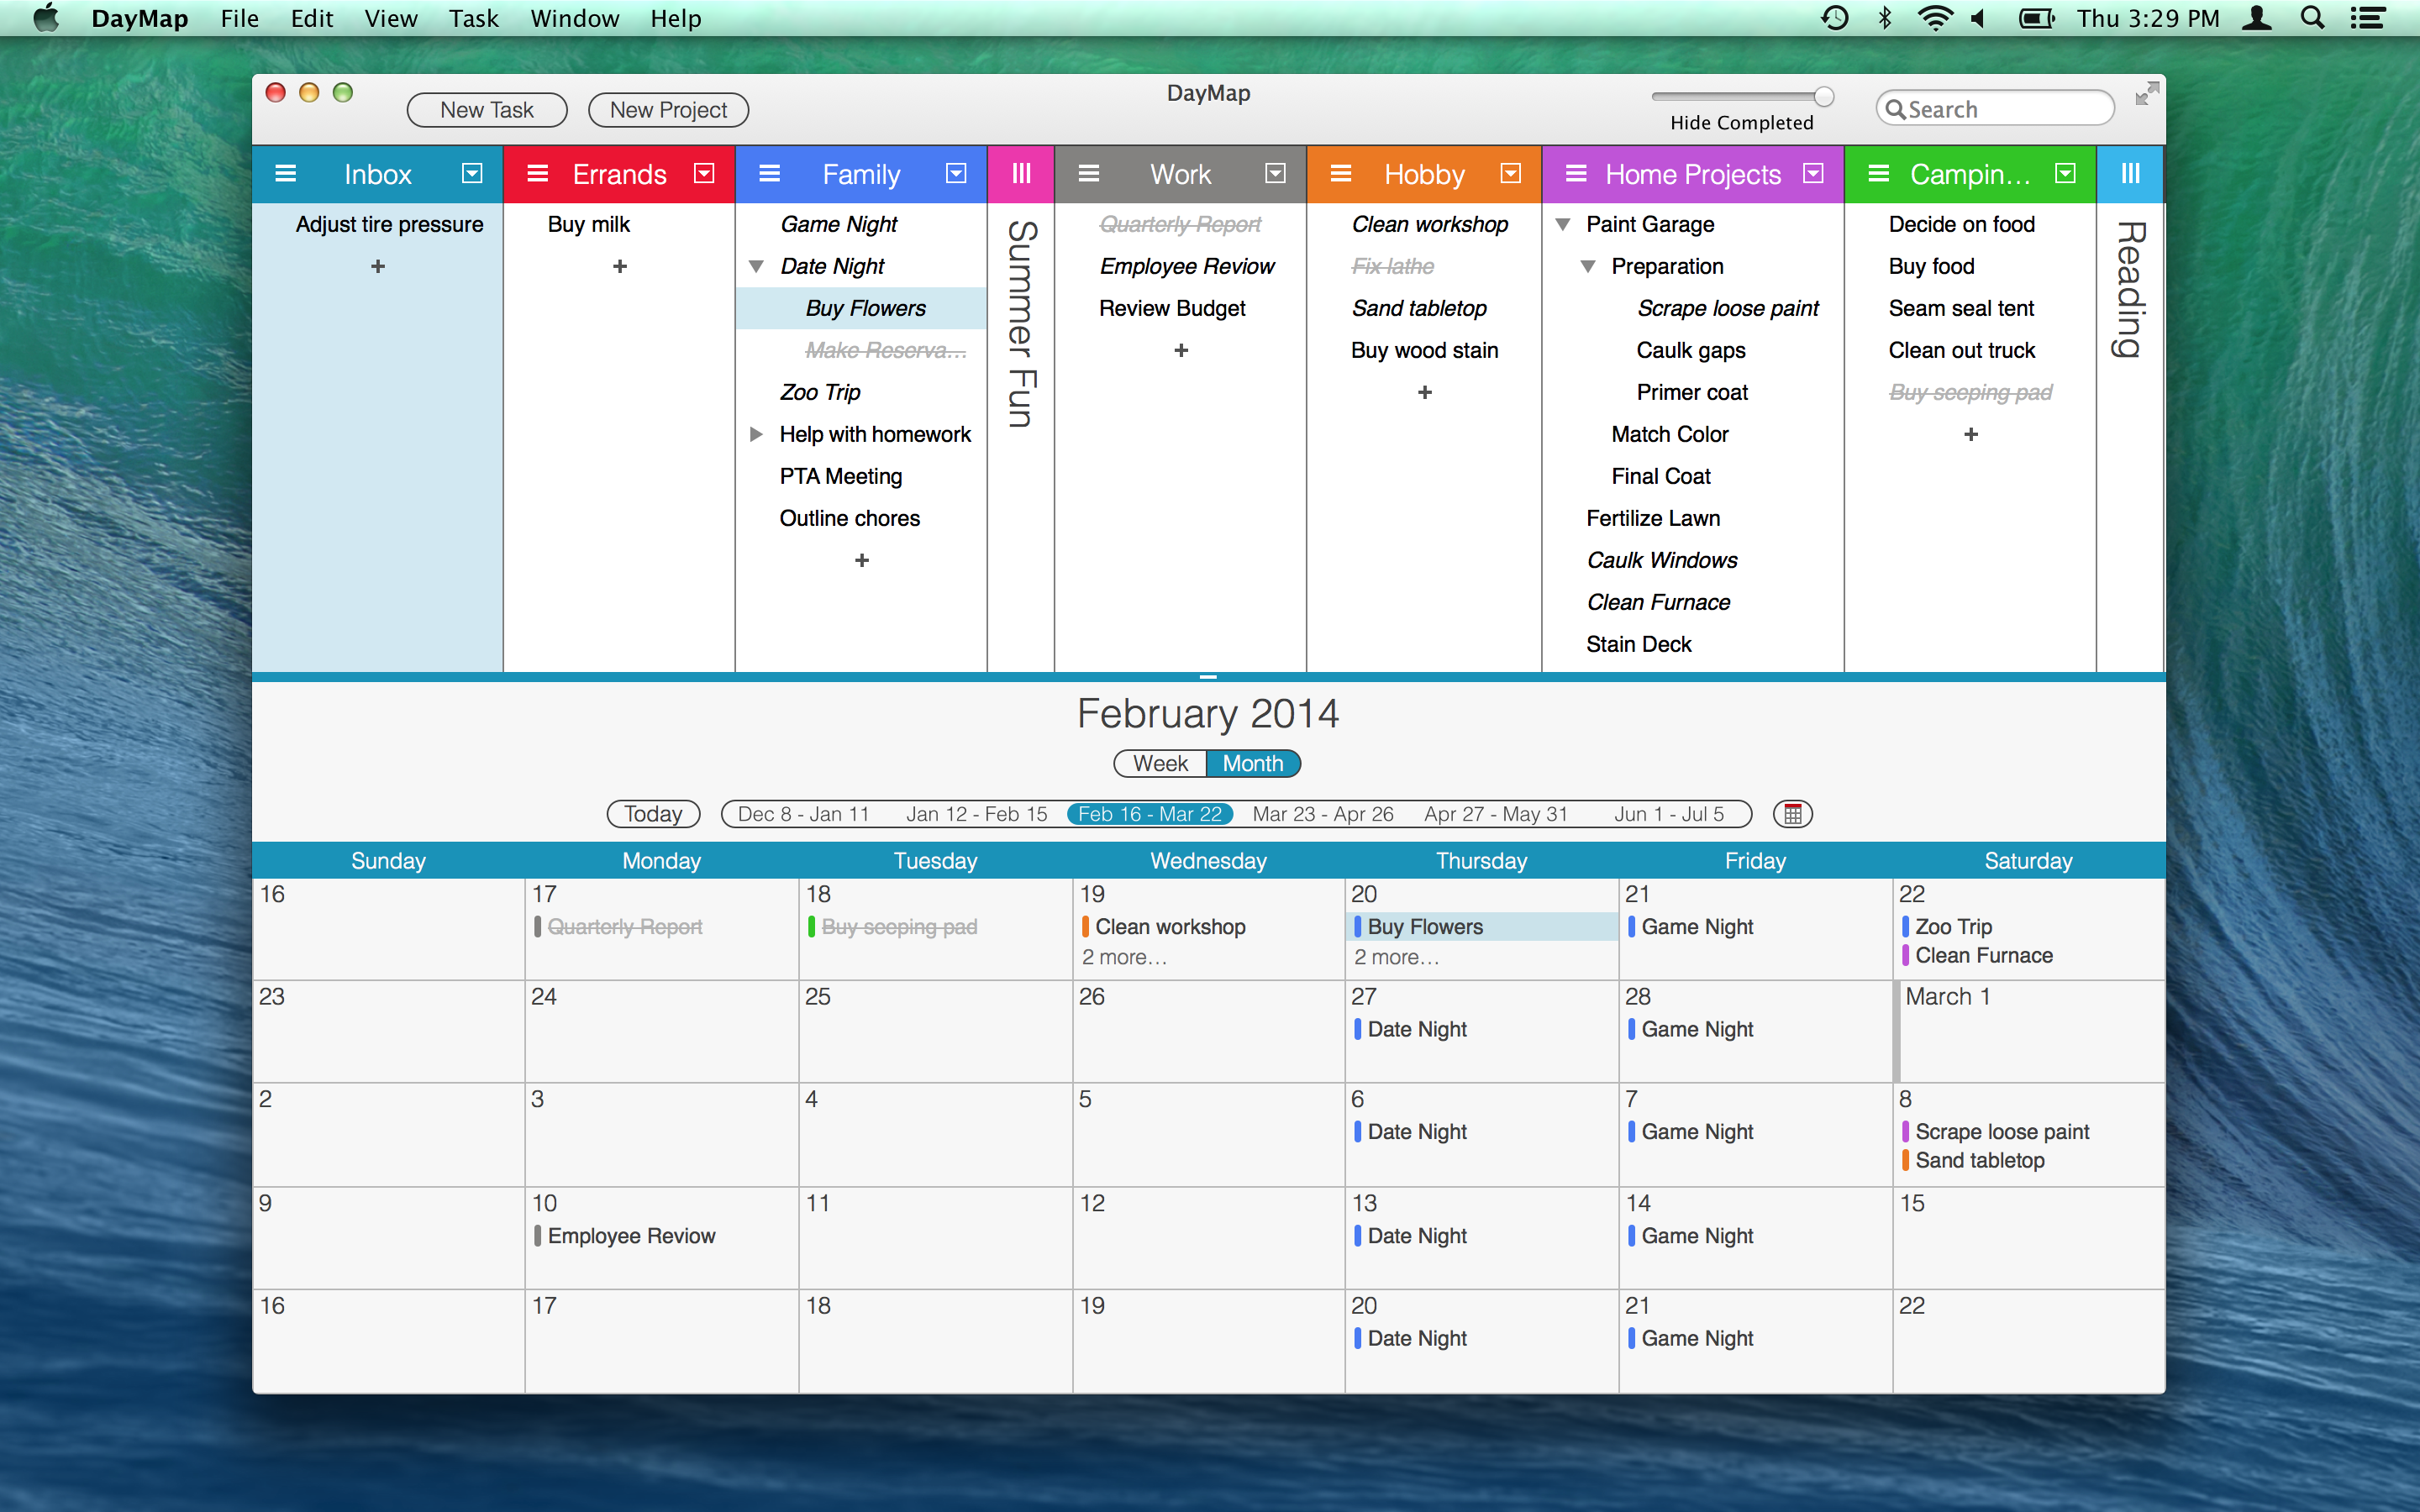 DayMap File Edit View Task Window Help Thu 3:29 PM
DayMap
New Task New Project Search
Hide Completed
Inbox Errands Family Work Hobby Home Projects Campin…
Adjust tire pressure
Buy milk
Game Night
Date Night
Buy Flowers
Make Reserva…
Zoo Trip
Help with homework
PTA Meeting
Outline chores
Summer Fun
Quarterly Report
Employee Review
Review Budget
Clean workshop
Fix lathe
Sand tabletop
Buy wood stain
Paint Garage
Preparation
Scrape loose paint
Caulk gaps
Primer coat
Match Color
Final Coat
Fertilize Lawn
Caulk Windows
Clean Furnace
Stain Deck
Decide on food
Buy food
Seam seal tent
Clean out truck
Buy seeping pad
Reading
February 2014
Week Month
Today Dec 8 - Jan 11 Jan 12 - Feb 15 Feb 16 - Mar 22 Mar 23 - Apr 26 Apr 27 - May 31 Jun 1 - Jul 5
Sunday Monday Tuesday Wednesday Thursday Friday Saturday
16 17 18 19 20 21 22
Quarterly Report Buy seeping pad Clean workshop Buy Flowers Game Night Zoo Trip
2 more… 2 more… Clean Furnace
23 24 25 26 27 28 March 1
Date Night Game Night
2 3 4 5 6 7 8
Date Night Game Night Scrape loose paint
Sand tabletop
9 10 11 12 13 14 15
Employee Reviow Date Night Game Night
16 17 18 19 20 21 22
Date Night Game Night